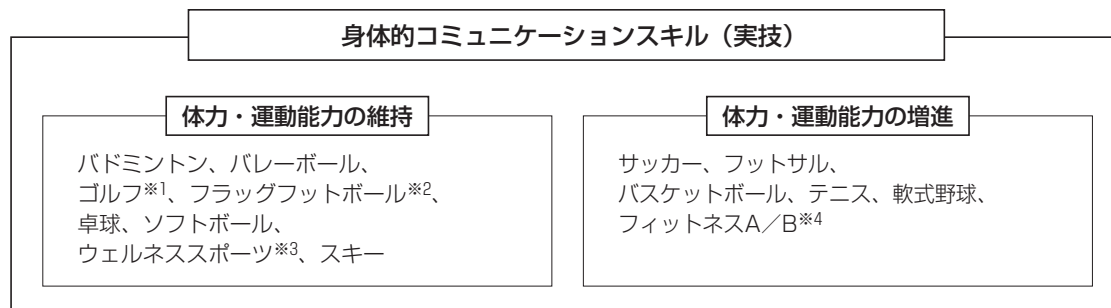 身体的コミュニケーションスキル（実技）
体力・運動能力の維持
バドミントン、バレーボール、
ゴルフ※1、フラッグフットボール※2、
卓球、ソフトボール、
ウェルネススポーツ※3、スキー
体力・運動能力の増進
サッカー、フットサル、
バスケットボール、テニス、軟式野球、
フィットネスA／B※4